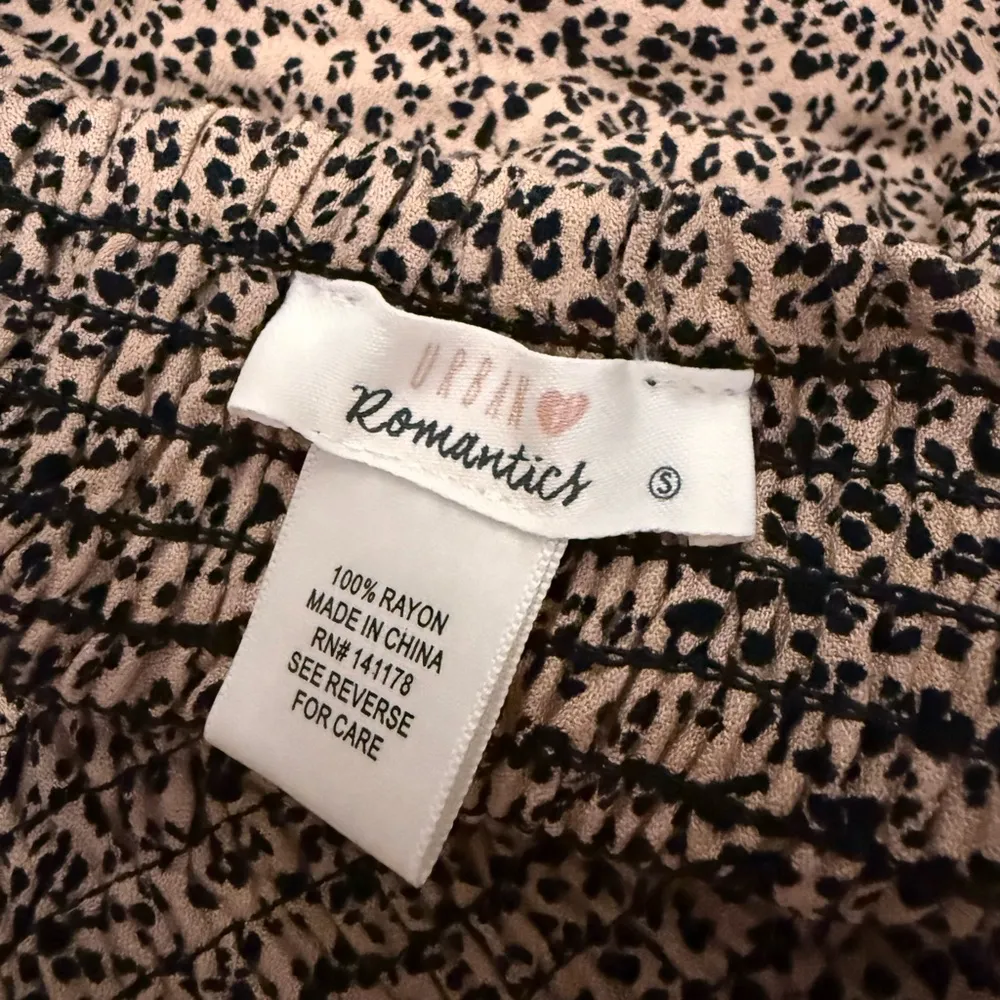 URBAN
Romantics
S
100% RAYON
MADE IN CHINA
RN# 141178
SEE REVERSE
FOR CARE